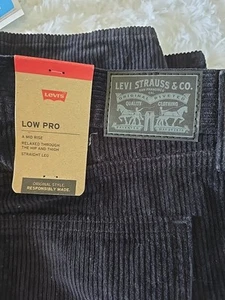 Levi's
LOW PRO
A MID RISE
RELAXED THROUGH
THE HIP AND THIGH
STRAIGHT LEG
ORIGINAL STYLE.
RESPONSIBLY MADE.
LEVI STRAUSS & CO.
ORIGINAL RIVETED
QUALITY CLOTHING